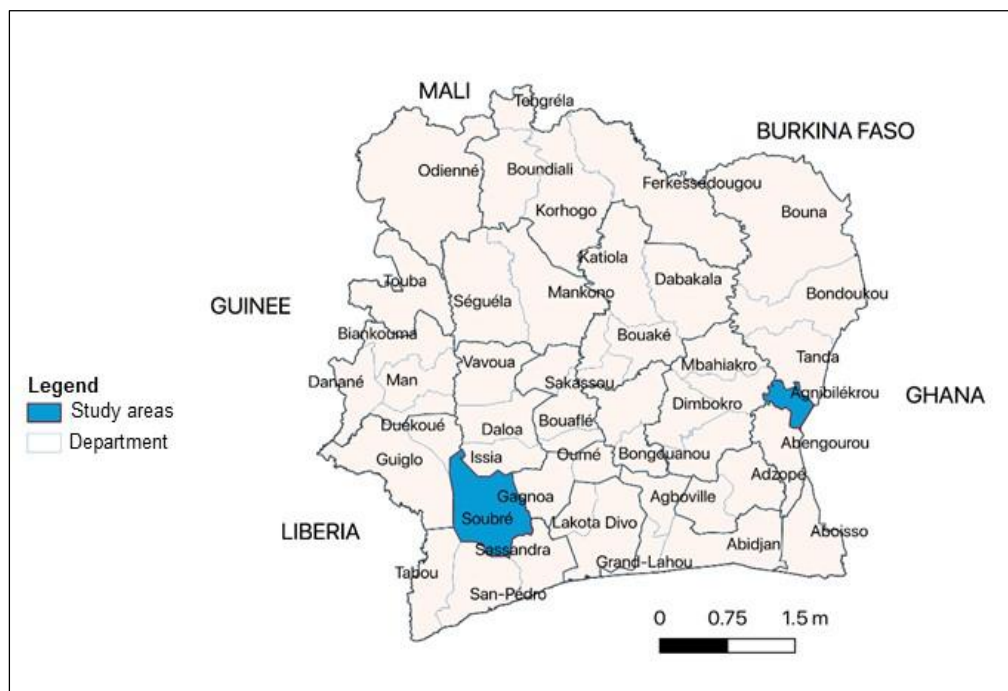 MALI
Tengréla
BURKINA FASO
Odienné
Boundiali
Ferkessédougou
Korhogo
Bouna
Katiola
Touba
Dabakala
Mankono
Séguéla
Bondoukou
GUINEE
Biankouma
Bouaké
Vavoua
Mbahiakro
Tanda
Danané
Man
Sakassou
Legend
Study areas
Department
Agnibilékrou
GHANA
Dimbokro
Duékoué
Daloa
Bouaflé
Abengourou
Guiglo
Issia
Oumé
Bongouanou
Adzopé
Gagnoa
Agboville
Soubré
Lakota
Divo
LIBERIA
Sassandra
Abidjan
Aboisso
Grand-Lahou
Tabou
San-Pédro
0 0.75 1.5 m